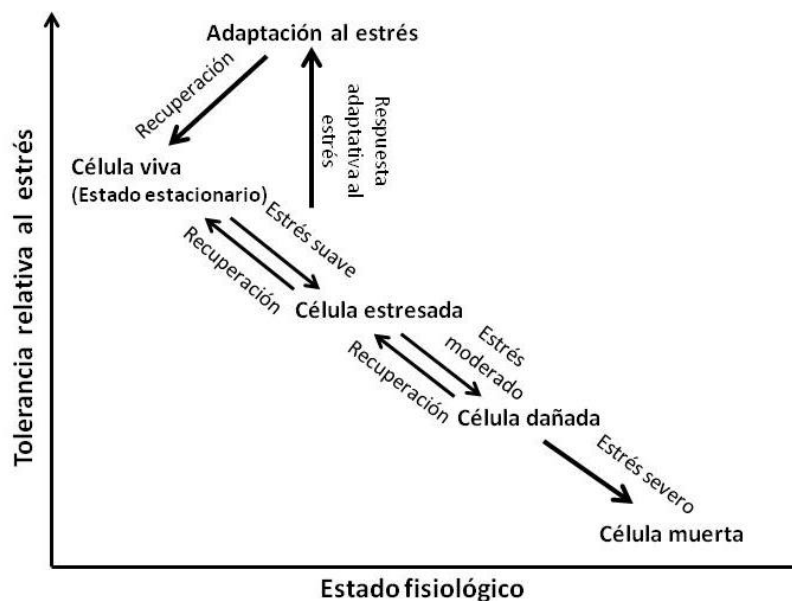 Adaptación al estrés
Recuperación
Respuesta
adaptativa al
estrés
Célula viva
(Estado estacionario)
Estrés suave
Recuperación
Célula estresada
Estrés
moderado
Recuperación
Célula dañada
Estrés severo
Célula muerta
Tolerancia relativa al estrés
Estado fisiológico